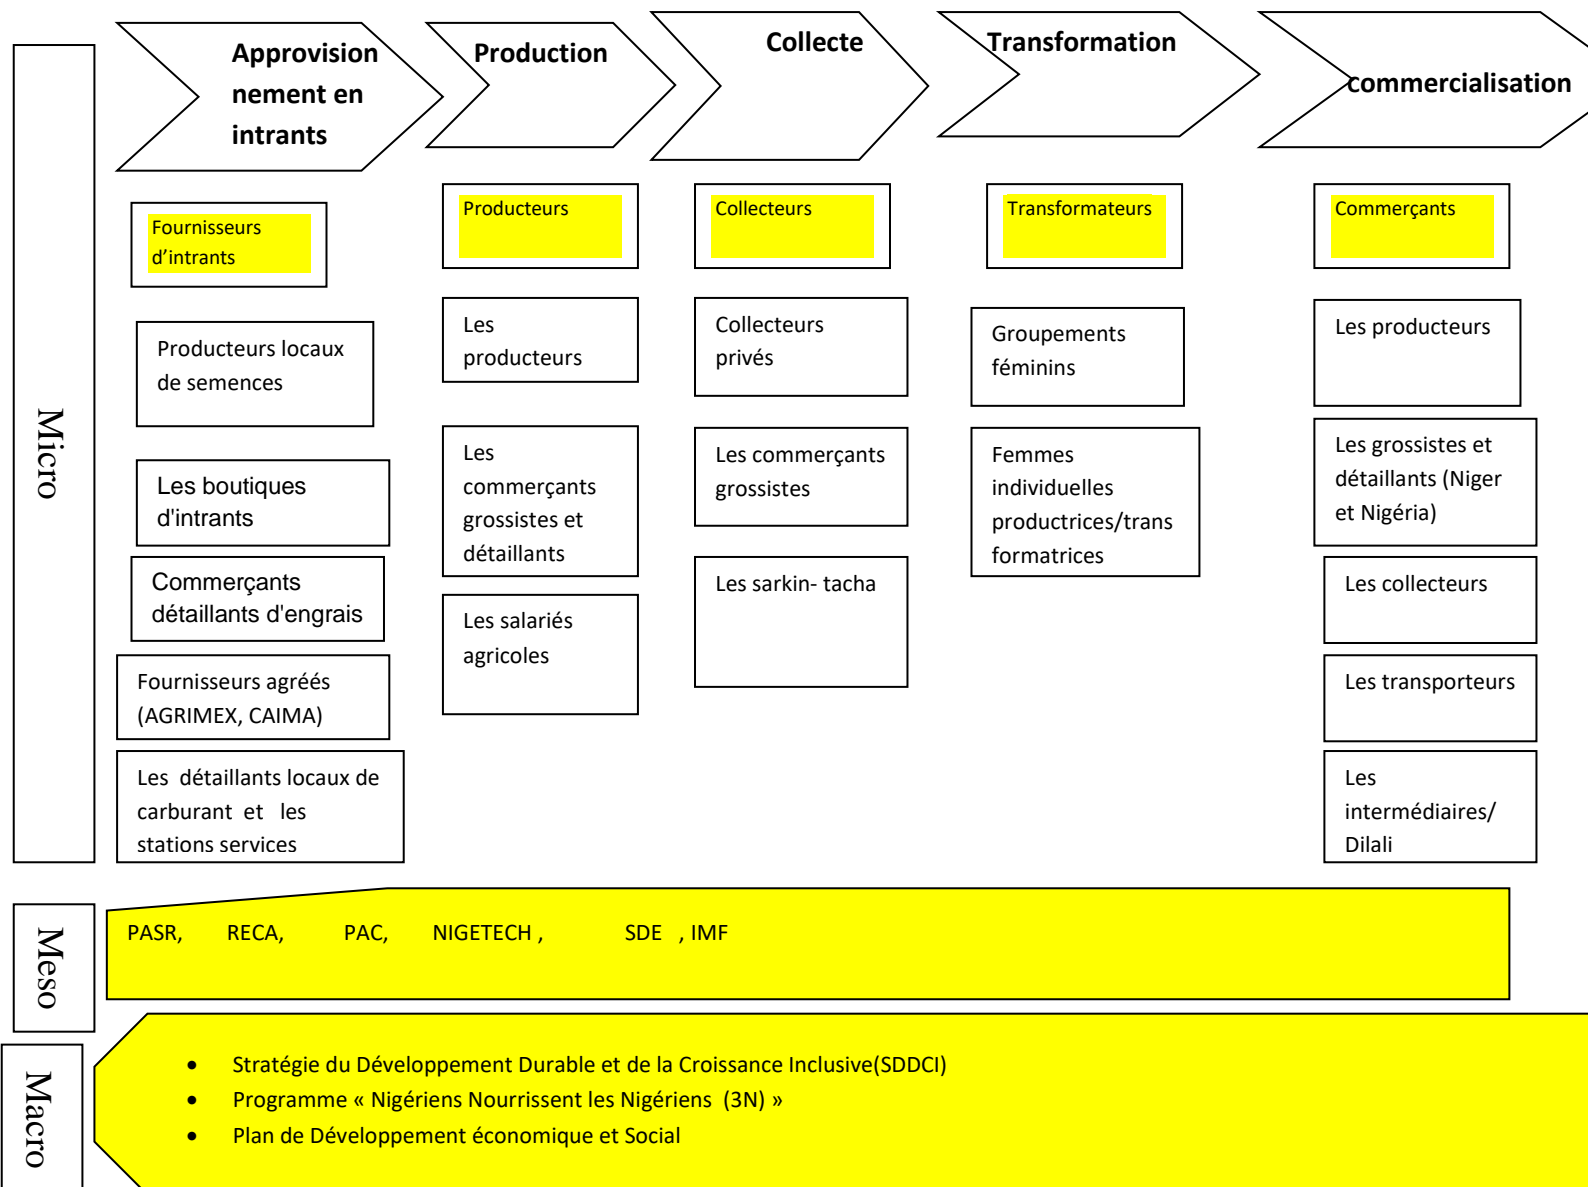 Approvision
nement en
intrants
Production
Collecte
Transformation
commercialisation
Micro
Fournisseurs
d’intrants
Producteurs
Collecteurs
Transformateurs
Commerçants
Producteurs locaux
de semences
Les boutiques
d'intrants
Commerçants
détaillants d'engrais
Fournisseurs agréés
(AGRIMEX, CAIMA)
Les détaillants locaux de
carburant et les
stations services
Les
producteurs
Les
commerçants
grossistes et
détaillants
Les salariés
agricoles
Collecteurs
privés
Les commerçants
grossistes
Les sarkin- tacha
Groupements
féminins
Femmes
individuelles
productrices/trans
formatrices
Les producteurs
Les grossistes et
détaillants (Niger
et Nigéria)
Les collecteurs
Les transporteurs
Les
intermédiaires/
Dilali
Meso
PASR, RECA, PAC, NIGETECH , SDE , IMF
Macro
• Stratégie du Développement Durable et de la Croissance Inclusive(SDDCI)
• Programme « Nigériens Nourrissent les Nigériens (3N) »
• Plan de Développement économique et Social